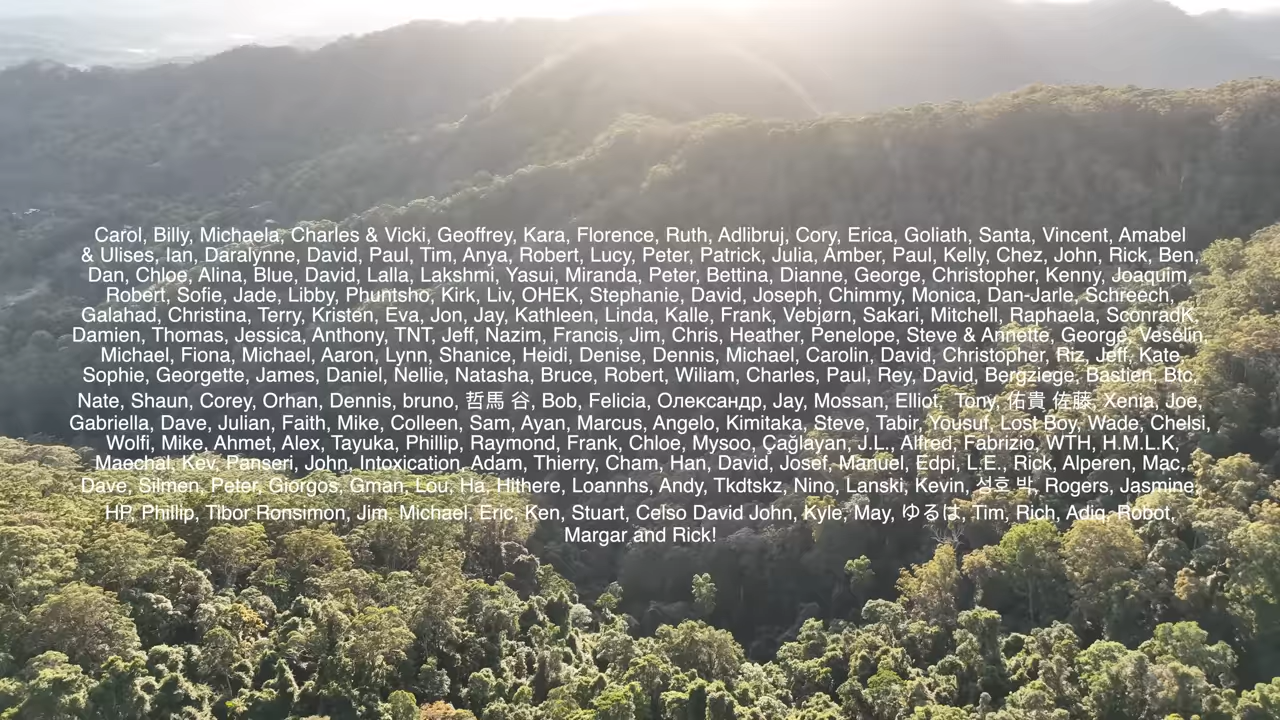 Carol, Billy, Michaela, Charles & Vicki, Geoffrey, Kara, Florence, Ruth, Adlibruj, Cory, Erica, Goliath, Santa, Vincent, Amabel
& Ulises, Ian, Daralynne, David, Paul, Tim, Anya, Robert, Lucy, Peter, Patrick, Julia, Amber, Paul, Kelly, Chez, John, Rick, Ben,
Dan, Chloe, Alina, Blue, David, Lalla, Lakshmi, Yasui, Miranda, Peter, Bettina, Dianne, George, Christopher, Kenny, Joaquim,
Robert, Sofie, Jade, Libby, Phuntsho, Kirk, Liv, OHEK, Stephanie, David, Joseph, Chimmy, Monica, Dan-Jarle, Schreech,
Galahad, Christina, Terry, Kristen, Eva, Jon, Jay, Kathleen, Linda, Kalle, Frank, Vebjørn, Sakari, Mitchell, Raphaela, SconradK,
Damien, Thomas, Jessica, Anthony, TNT, Jeff, Nazim, Francis, Jim, Chris, Heather, Penelope, Steve & Annette, George, Veselin,
Michael, Fiona, Michael, Aaron, Lynn, Shanice, Heidi, Denise, Dennis, Michael, Carolin, David, Christopher, Riz, Jeff, Kate,
Sophie, Georgette, James, Daniel, Nellie, Natasha, Bruce, Robert, Wiliam, Charles, Paul, Rey, David, Bergziege, Bastien, Btc,
Nate, Shaun, Corey, Orhan, Dennis, bruno, 哲馬 谷, Bob, Felicia, Олександр, Jay, Mossan, Elliot, Tony, 佑貴 佐藤, Xenia, Joe,
Gabriella, Dave, Julian, Faith, Mike, Colleen, Sam, Ayan, Marcus, Angelo, Kimitaka, Steve, Tabir, Yousuf, Lost Boy, Wade, Chelsi,
Wolfi, Mike, Ahmet, Alex, Tayuka, Phillip, Raymond, Frank, Chloe, Mysoo, Çağlayan, J.L., Alfred, Fabrizio, WTH, H.M.L.K,
Maechal, Kev, Panseri, John, Intoxication, Adam, Thierry, Cham, Han, David, Josef, Manuel, Edpi, L.E., Rick, Alperen, Mac,
Dave, Silmen, Peter, Giorgos, Gman, Lou, Ha, Hithere, Loannhs, Andy, Tkdtskz, Nino, Lanski, Kevin, 성호 박, Rogers, Jasmine,
HP, Phillip, Tibor Ronsimon, Jim, Michael, Eric, Ken, Stuart, Celso David John, Kyle, May, ゆるは, Tim, Rich, Adiq, Robot,
Margar and Rick!